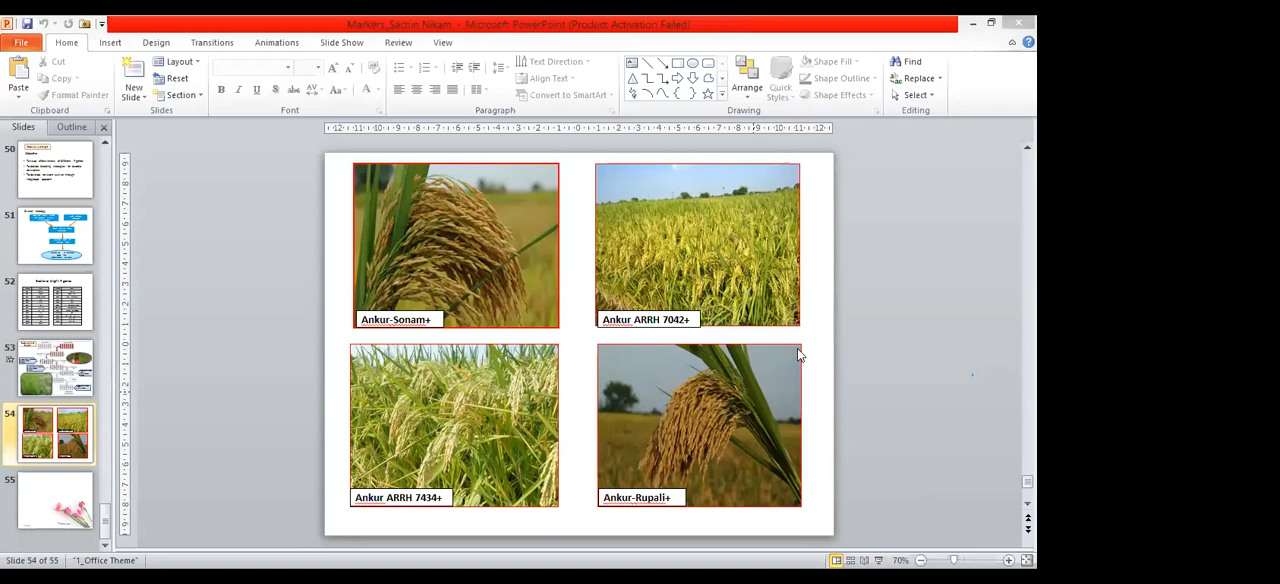 Markers_Sachin Nikam - Microsoft PowerPoint (Product Activation Failed)
File Home Insert Design Transitions Animations Slide Show Review View
Cut
Copy
Format Painter
Paste
Clipboard
New Slide
Layout
Reset
Section
Slides
Font
Text Direction
Align Text
Convert to SmartArt
Paragraph
Arrange
Quick Styles
Shape Fill
Shape Outline
Shape Effects
Drawing
Find
Replace
Select
Editing
Slides Outline
50
51
52
53
54
55
Ankur-Sonam+
Ankur ARRH 7042+
Ankur ARRH 7434+
Ankur-Rupali+
Slide 54 of 55 "1_Office Theme" 70%